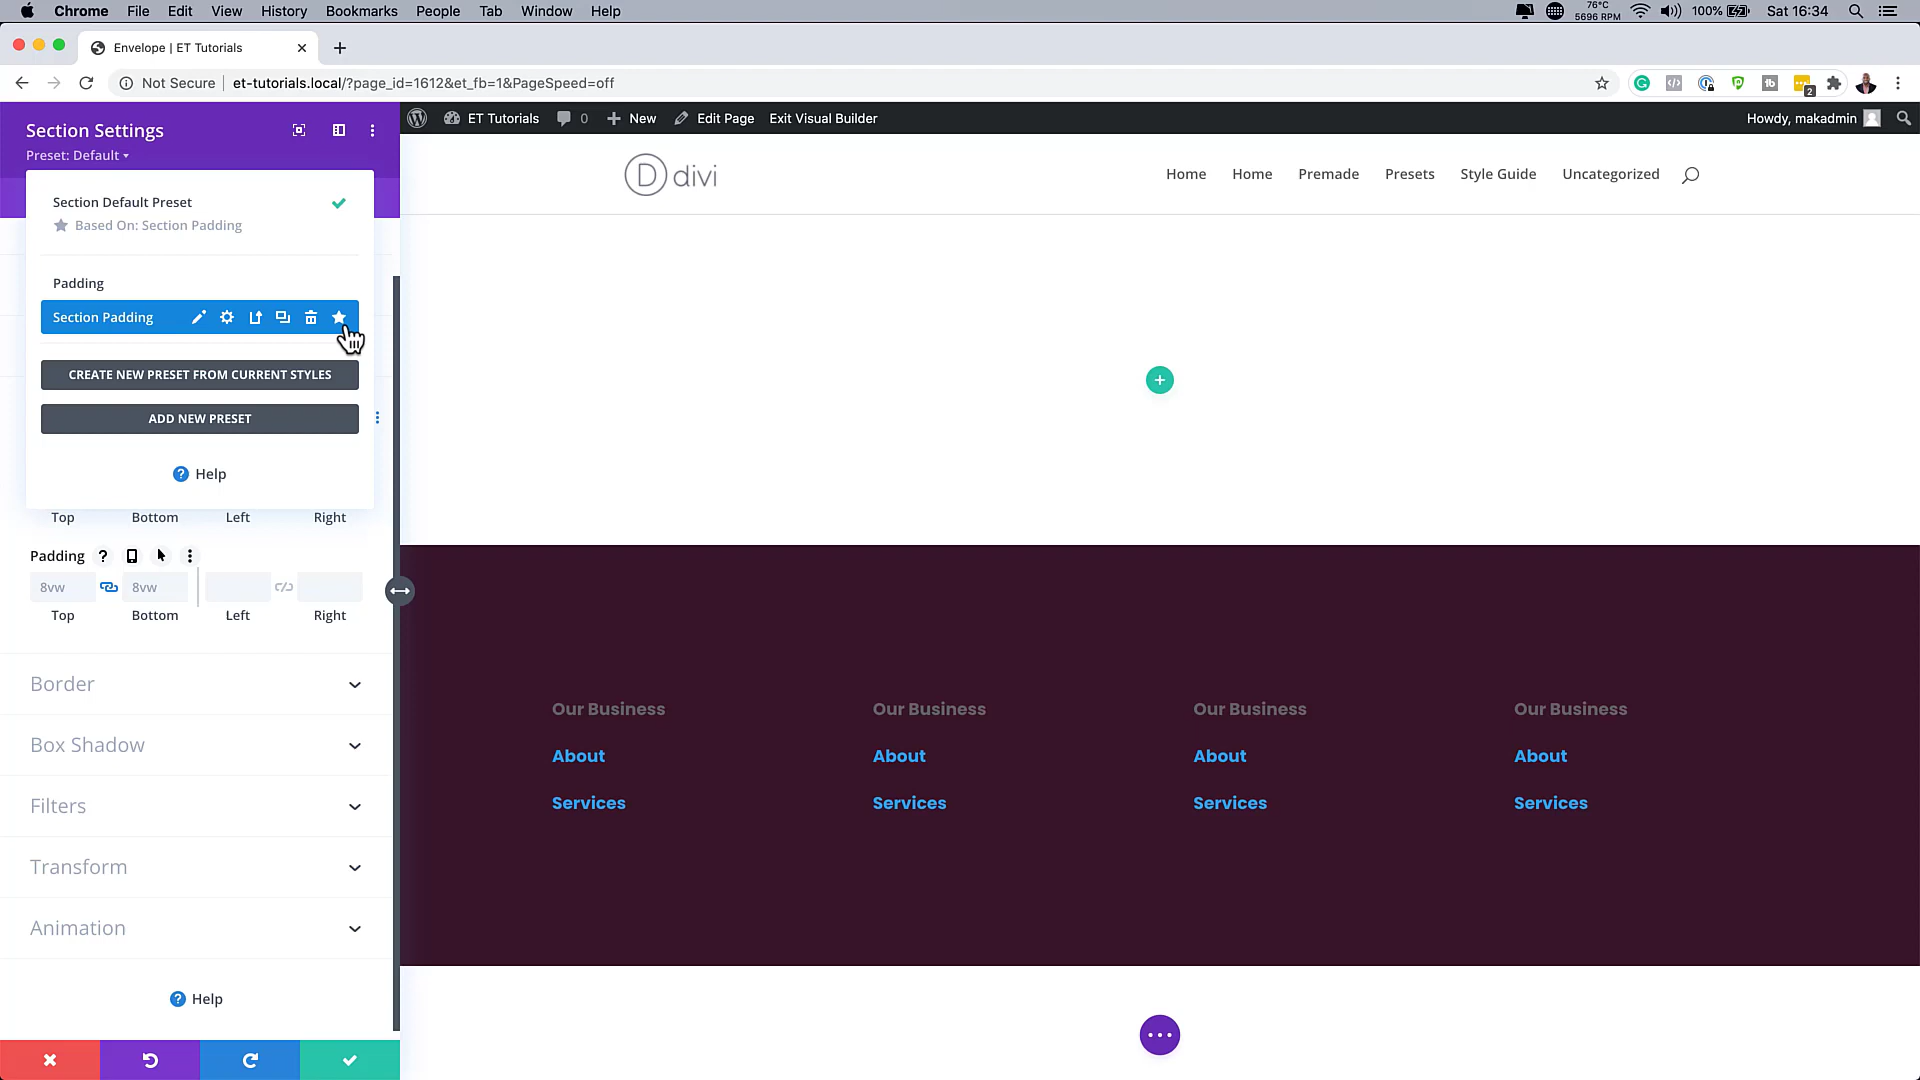 Chrome File Edit View History Bookmarks People Tab Window Help 76°C 5696 RPM 100% Sat 16:34
Envelope | ET Tutorials
Not Secure et-tutorials.local/?page_id=1612&et_fb=1&PageSpeed=off 2
Section Settings
Preset: Default
ET Tutorials 0 New Edit Page Exit Visual Builder Howdy, makadmin
D divi
Home Home Premade Presets Style Guide Uncategorized
Section Default Preset
Based On: Section Padding
Padding
Section Padding
CREATE NEW PRESET FROM CURRENT STYLES
ADD NEW PRESET
? Help
Top Bottom Left Right
Padding ?
8vw 8vw
Top Bottom Left Right
Border
Box Shadow
Filters
Transform
Animation
? Help
Our Business Our Business Our Business Our Business
About About About About
Services Services Services Services